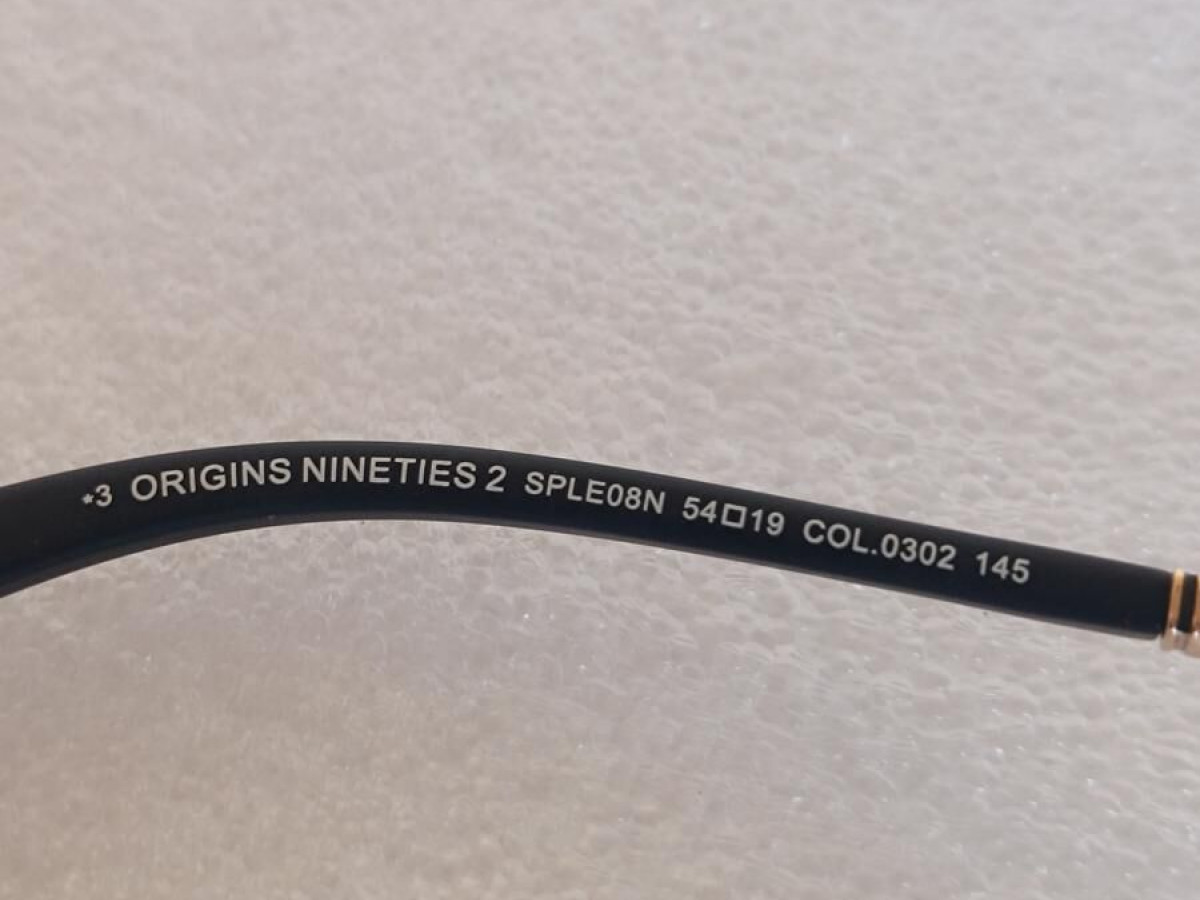 *3 ORIGINS NINETIES 2 SPLE08N 54□19 COL.0302 145